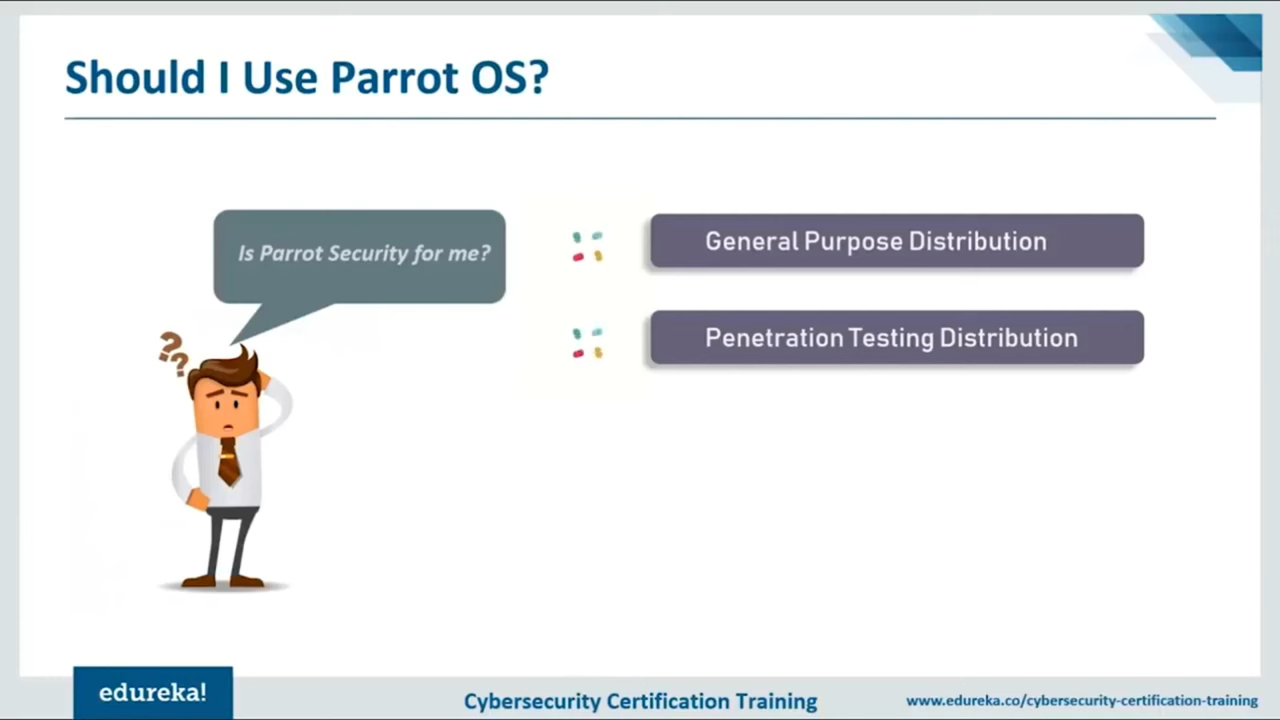 Should I Use Parrot OS?
Is Parrot Security for me?
General Purpose Distribution
Penetration Testing Distribution
??
edureka!
Cybersecurity Certification Training
www.edureka.co/cybersecurity-certification-training